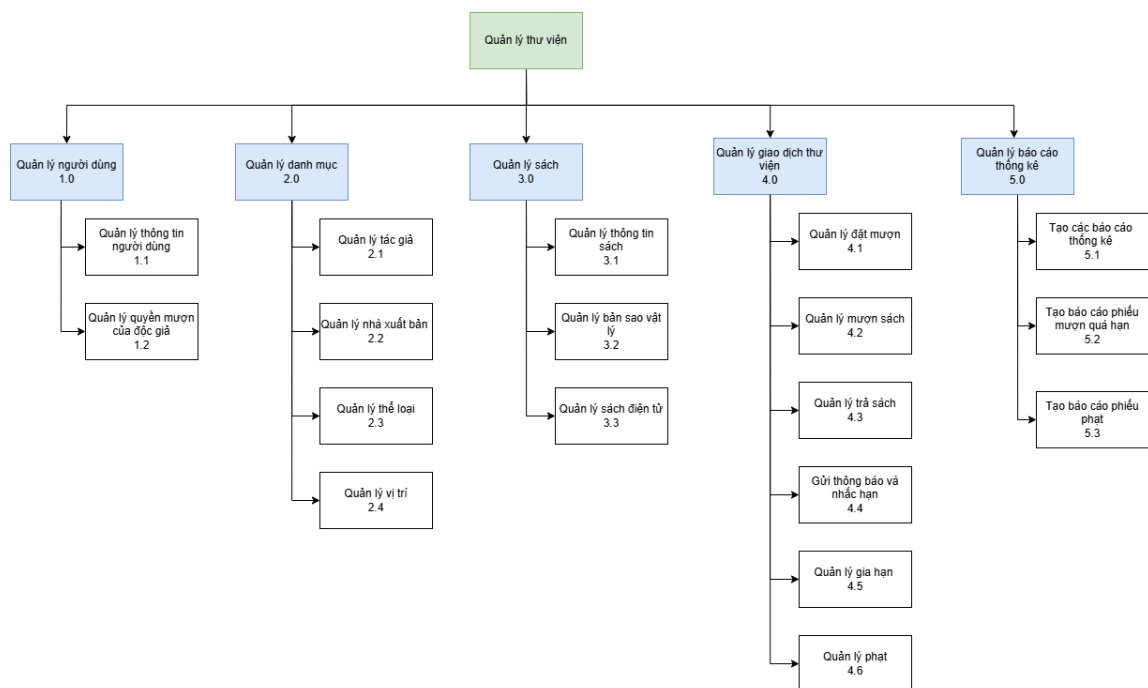 Quản lý thư viện
Quản lý người dùng
1.0
Quản lý thông tin
người dùng
1.1
Quản lý quyền mượn
của độc giả
1.2
Quản lý danh mục
2.0
Quản lý tác giả
2.1
Quản lý nhà xuất bản
2.2
Quản lý thể loại
2.3
Quản lý vị trí
2.4
Quản lý sách
3.0
Quản lý thông tin
sách
3.1
Quản lý bản sao vật
lý
3.2
Quản lý sách điện tử
3.3
Quản lý giao dịch thư
viện
4.0
Quản lý đặt mượn
4.1
Quản lý mượn sách
4.2
Quản lý trả sách
4.3
Gửi thông báo và
nhắc hạn
4.4
Quản lý gia hạn
4.5
Quản lý phạt
4.6
Quản lý báo cáo
thống kê
5.0
Tạo các báo cáo
thống kê
5.1
Tạo báo cáo phiếu
mượn quá hạn
5.2
Tạo báo cáo phiếu
phạt
5.3